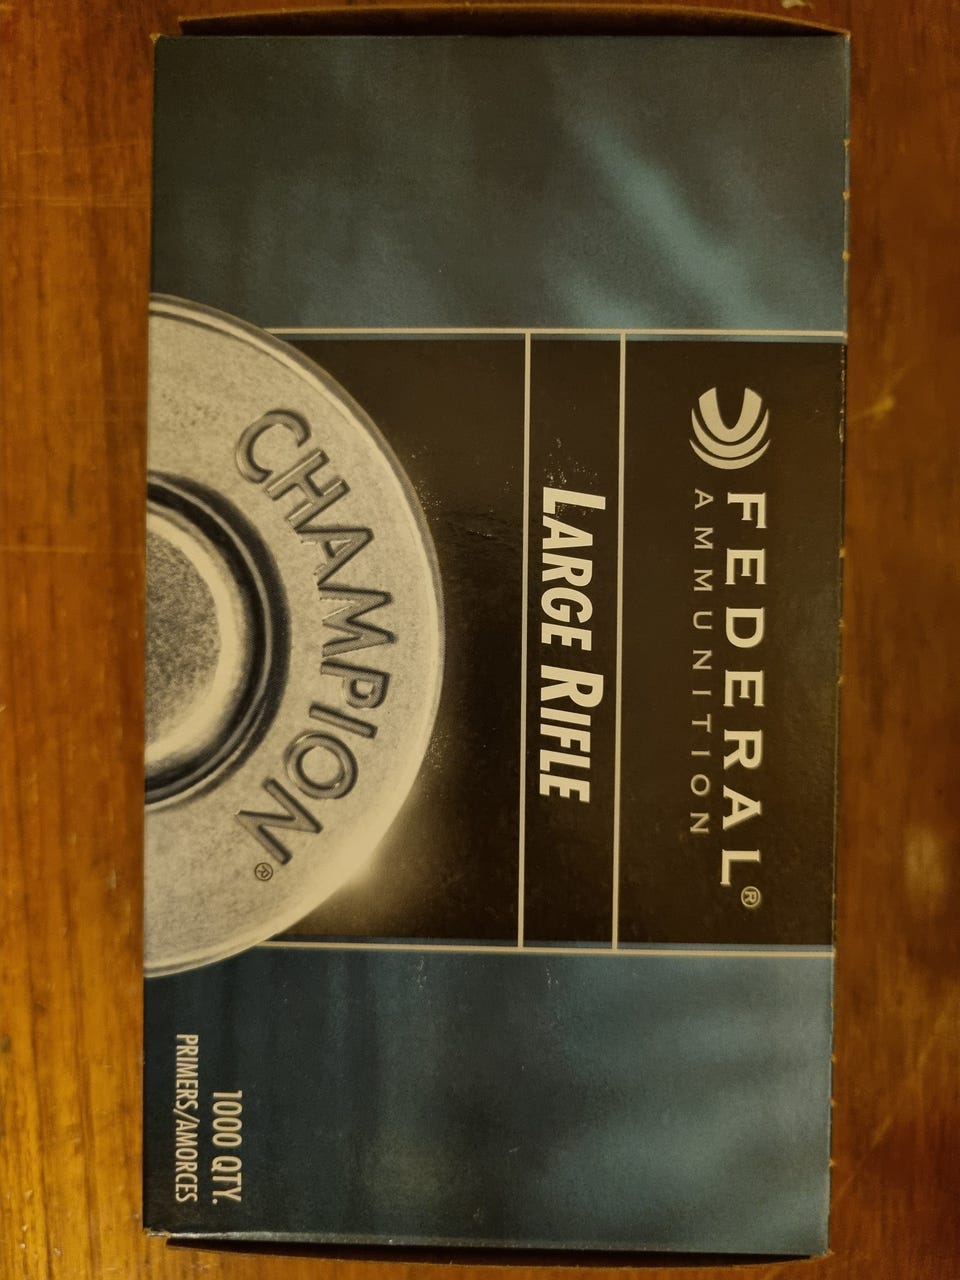 FEDERAL®
AMMUNITION
LARGE RIFLE
CHAMPION®
1000 QTY.
PRIMERS/AMORCES